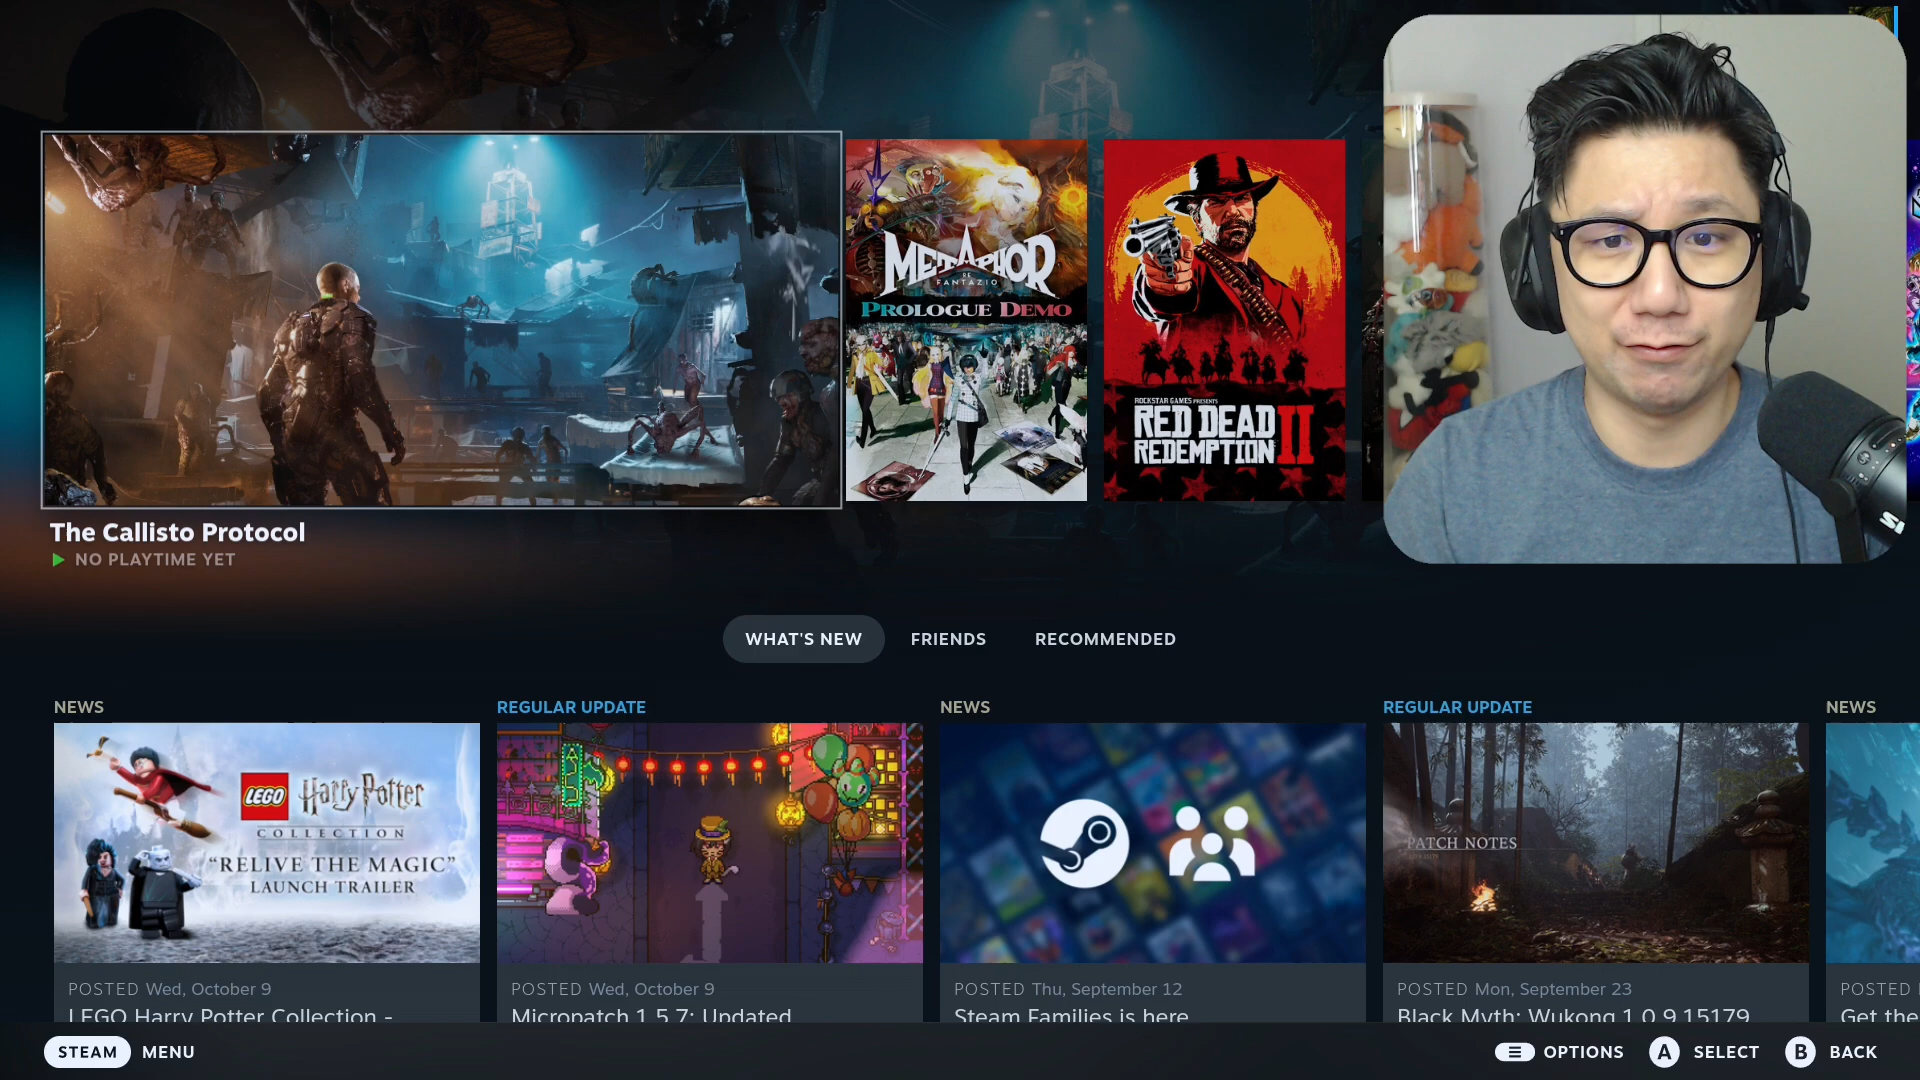 METAPHOR
RE
FANTAZIO
PROLOGUE DEMO
ROCKSTAR GAMES PRESENTS
RED DEAD
REDEMPTION II
The Callisto Protocol
NO PLAYTIME YET
WHAT'S NEW
FRIENDS
RECOMMENDED
NEWS
REGULAR UPDATE
NEWS
REGULAR UPDATE
NEWS
LEGO Harry Potter
COLLECTION
"RELIVE THE MAGIC"
LAUNCH TRAILER
PATCH NOTES
POSTED Wed, October 9
LEGO Harry Potter Collection -
POSTED Wed, October 9
Micropatch 1.5.7: Updated
POSTED Thu, September 12
Steam Families is here
POSTED Mon, September 23
Black Myth: Wukong 1.0.9.15179
POSTED
Get the
STEAM MENU
OPTIONS
A SELECT
B BACK